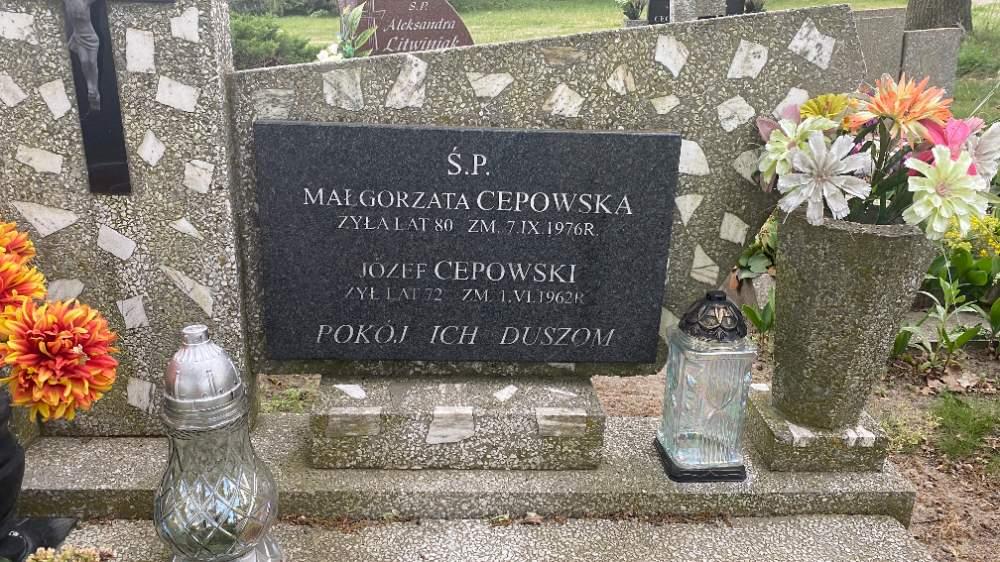 Ś.P.
Aleksandra
Litwiniak
Ś.P.
MAŁGORZATA CEPOWSKA
ŻYŁA LAT 80 ZM. 7.IX.1976R.
JÓZEF CEPOWSKI
ŻYŁ LAT 72 ZM. 1.VI.1962R
POKÓJ ICH DUSZOM